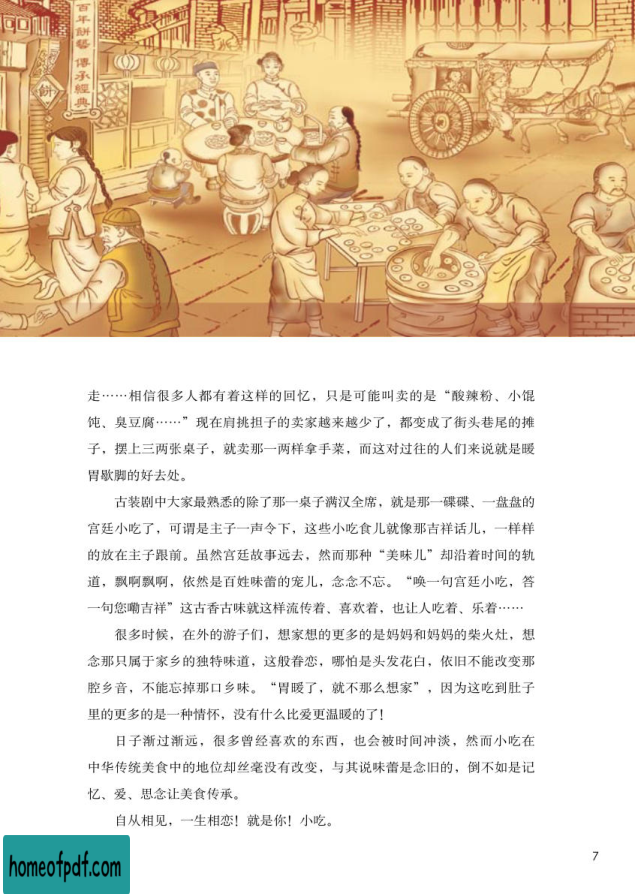 百年餅藝
傳承經典
餅
走……相信很多人都有着这样的回忆，只是可能叫卖的是“酸辣粉、小馄
饨、臭豆腐……”现在肩挑担子的卖家越来越少了，都变成了街头巷尾的摊
子，摆上三两张桌子，就卖那一两样拿手菜，而这对过往的人们来说就是暖
胃歇脚的好去处。
古装剧中大家最熟悉的除了那一桌子满汉全席，就是那一碟碟、一盘盘的
宫廷小吃了，可谓是主子一声令下，这些小吃食儿就像那吉祥话儿，一样样
的放在主子跟前。虽然宫廷故事远去，然而那种“美味儿”却沿着时间的轨
道，飘啊飘啊，依然是百姓味蕾的宠儿，念念不忘。“唤一句宫廷小吃，答
一句您嘞吉祥”这古香古味就这样流传着、喜欢着，也让人吃着、乐着……
很多时候，在外的游子们，想家想的更多的是妈妈和妈妈的柴火灶，想
念那只属于家乡的独特味道，这般眷恋，哪怕是头发花白，依旧不能改变那
腔乡音，不能忘掉那口乡味。“胃暖了，就不那么想家”，因为这吃到肚子
里的更多的是一种情怀，没有什么比爱更温暖的了！
日子渐过渐远，很多曾经喜欢的东西，也会被时间冲淡，然而小吃在
中华传统美食中的地位却丝毫没有改变，与其说味蕾是念旧的，倒不如是记
忆、爱、思念让美食传承。
自从相见，一生相恋！就是你！小吃。
7
homeofpdf.com